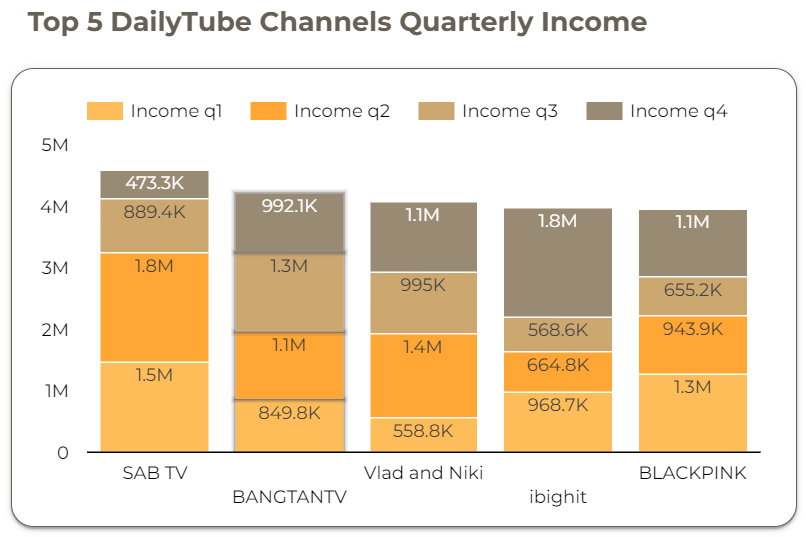 Top 5 DailyTube Channels Quarterly Income
Income q1 Income q2 Income q3 Income q4
5M
4M
3M
2M
1M
0
473.3K
889.4K
1.8M
1.5M
992.1K
1.3M
1.1M
849.8K
1.1M
995K
1.4M
558.8K
1.8M
568.6K
664.8K
968.7K
1.1M
655.2K
943.9K
1.3M
SAB TV
BANGTANTV
Vlad and Niki
ibighit
BLACKPINK